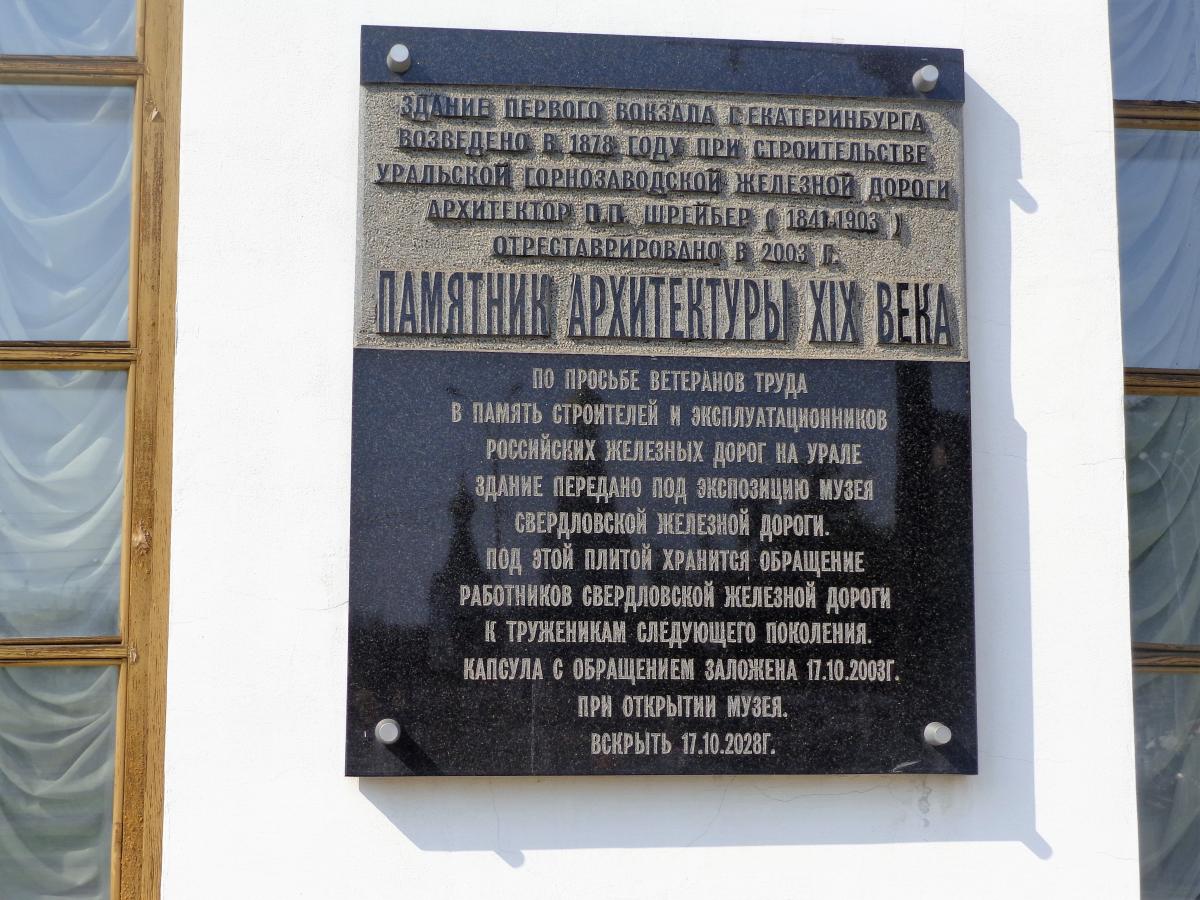 ЗДАНИЕ ПЕРВОГО ВОКЗАЛА Г.ЕКАТЕРИНБУРГА
ВОЗВЕДЕНО В 1878 ГОДУ ПРИ СТРОИТЕЛЬСТВЕ
УРАЛЬСКОЙ ГОРНОЗАВОДСКОЙ ЖЕЛЕЗНОЙ ДОРОГИ
АРХИТЕКТОР П.П. ШРЕЙБЕР ( 1841-1903 )
ОТРЕСТАВРИРОВАНО В 2003 Г.
ПАМЯТНИК АРХИТЕКТУРЫ XIX ВЕКА
ПО ПРОСЬБЕ ВЕТЕРАНОВ ТРУДА
В ПАМЯТЬ СТРОИТЕЛЕЙ И ЭКСПЛУАТАЦИОННИКОВ
РОССИЙСКИХ ЖЕЛЕЗНЫХ ДОРОГ НА УРАЛЕ
ЗДАНИЕ ПЕРЕДАНО ПОД ЭКСПОЗИЦИЮ МУЗЕЯ
СВЕРДЛОВСКОЙ ЖЕЛЕЗНОЙ ДОРОГИ.
ПОД ЭТОЙ ПЛИТОЙ ХРАНИТСЯ ОБРАЩЕНИЕ
РАБОТНИКОВ СВЕРДЛОВСКОЙ ЖЕЛЕЗНОЙ ДОРОГИ
К ТРУЖЕНИКАМ СЛЕДУЮЩЕГО ПОКОЛЕНИЯ.
КАПСУЛА С ОБРАЩЕНИЕМ ЗАЛОЖЕНА 17.10.2003Г.
ПРИ ОТКРЫТИИ МУЗЕЯ.
ВСКРЫТЬ 17.10.2028Г.